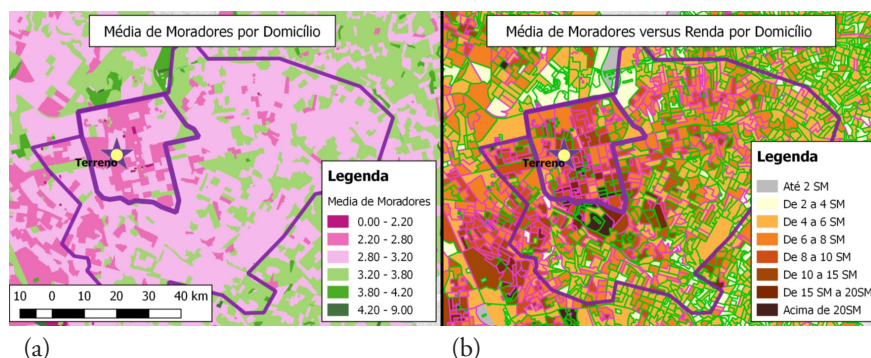 Média de Moradores por Domicílio
Terreno
Legenda
Media de Moradores
0.00 - 2.20
2.20 - 2.80
2.80 - 3.20
3.20 - 3.80
3.80 - 4.20
4.20 - 9.00
10 0 10 20 30 40 km
(a)
Média de Moradores versus Renda por Domicílio
Terreno
Legenda
Até 2 SM
De 2 a 4 SM
De 4 a 6 SM
De 6 a 8 SM
De 8 a 10 SM
De 10 a 15 SM
De 15 SM a 20SM
Acima de 20SM
(b)